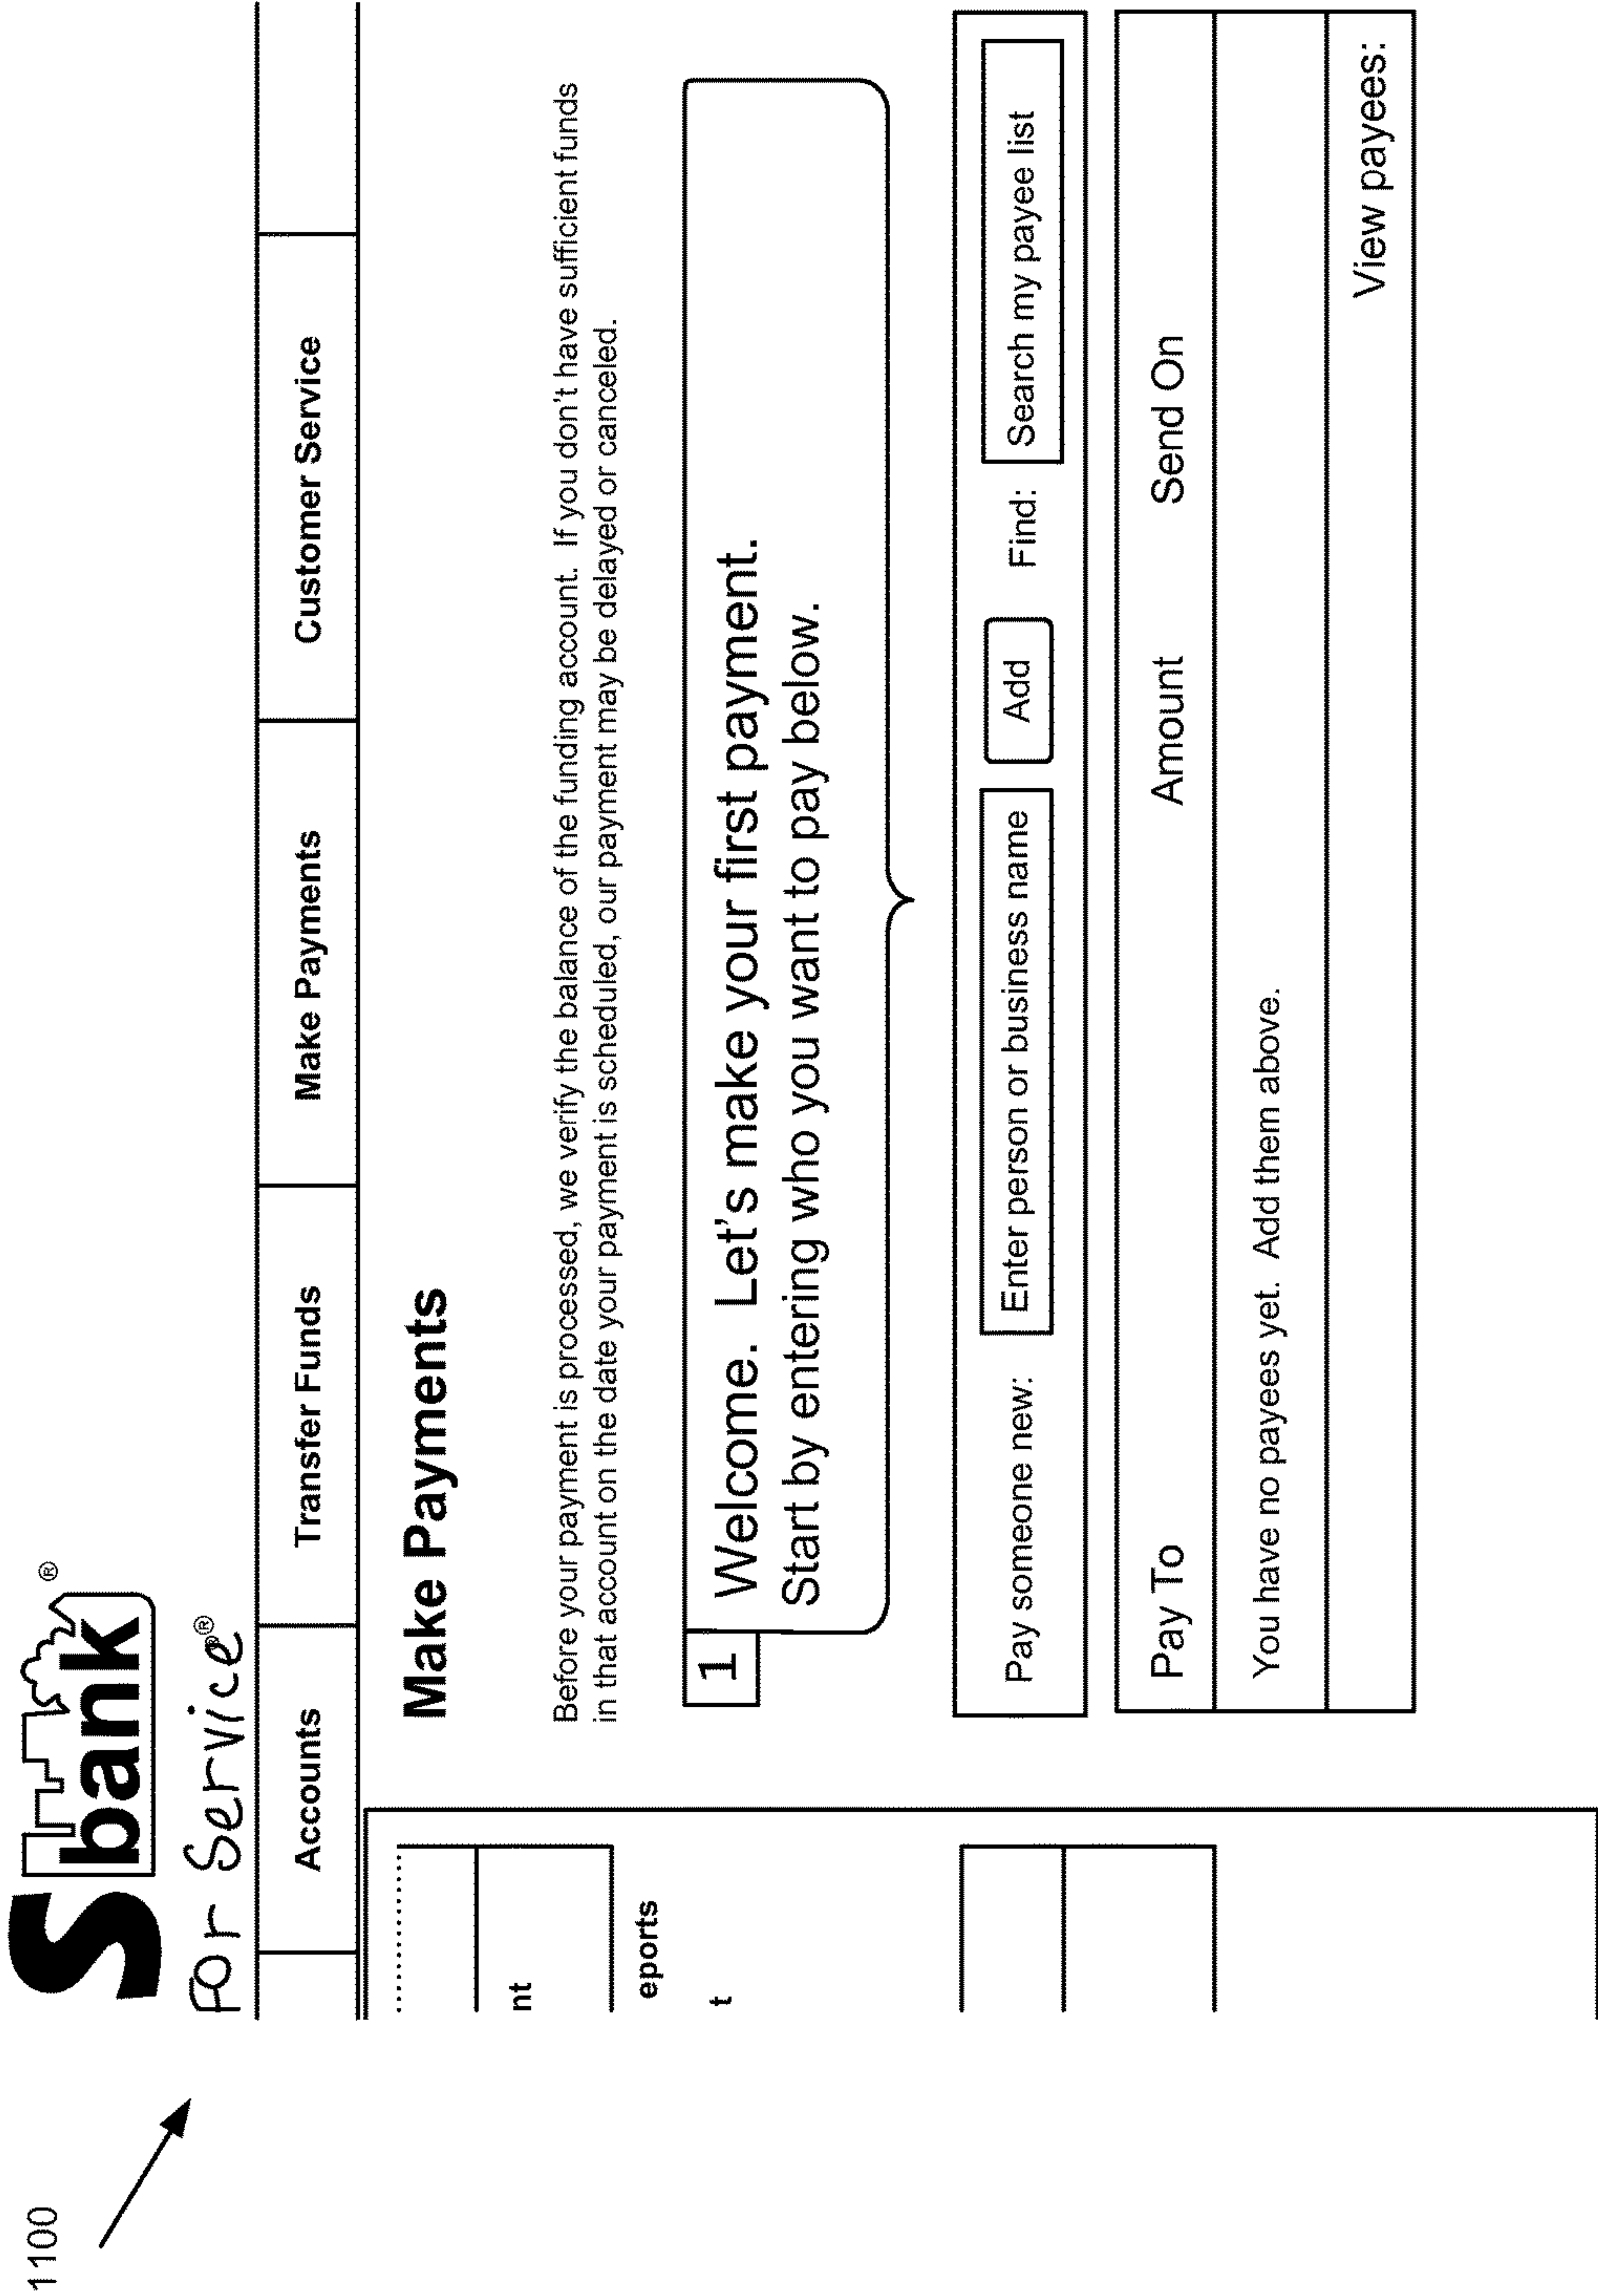 1100
S bank®
For Service®
Accounts Transfer Funds Make Payments Customer Service
nt
eports
t
Make Payments
Before your payment is processed, we verify the balance of the funding account. If you don't have sufficient funds
in that account on the date your payment is scheduled, our payment may be delayed or canceled.
1
Welcome. Let's make your first payment.
Start by entering who you want to pay below.
Pay someone new: Enter person or business name Add Find: Search my payee list
Pay To Amount Send On
You have no payees yet. Add them above.
View payees: